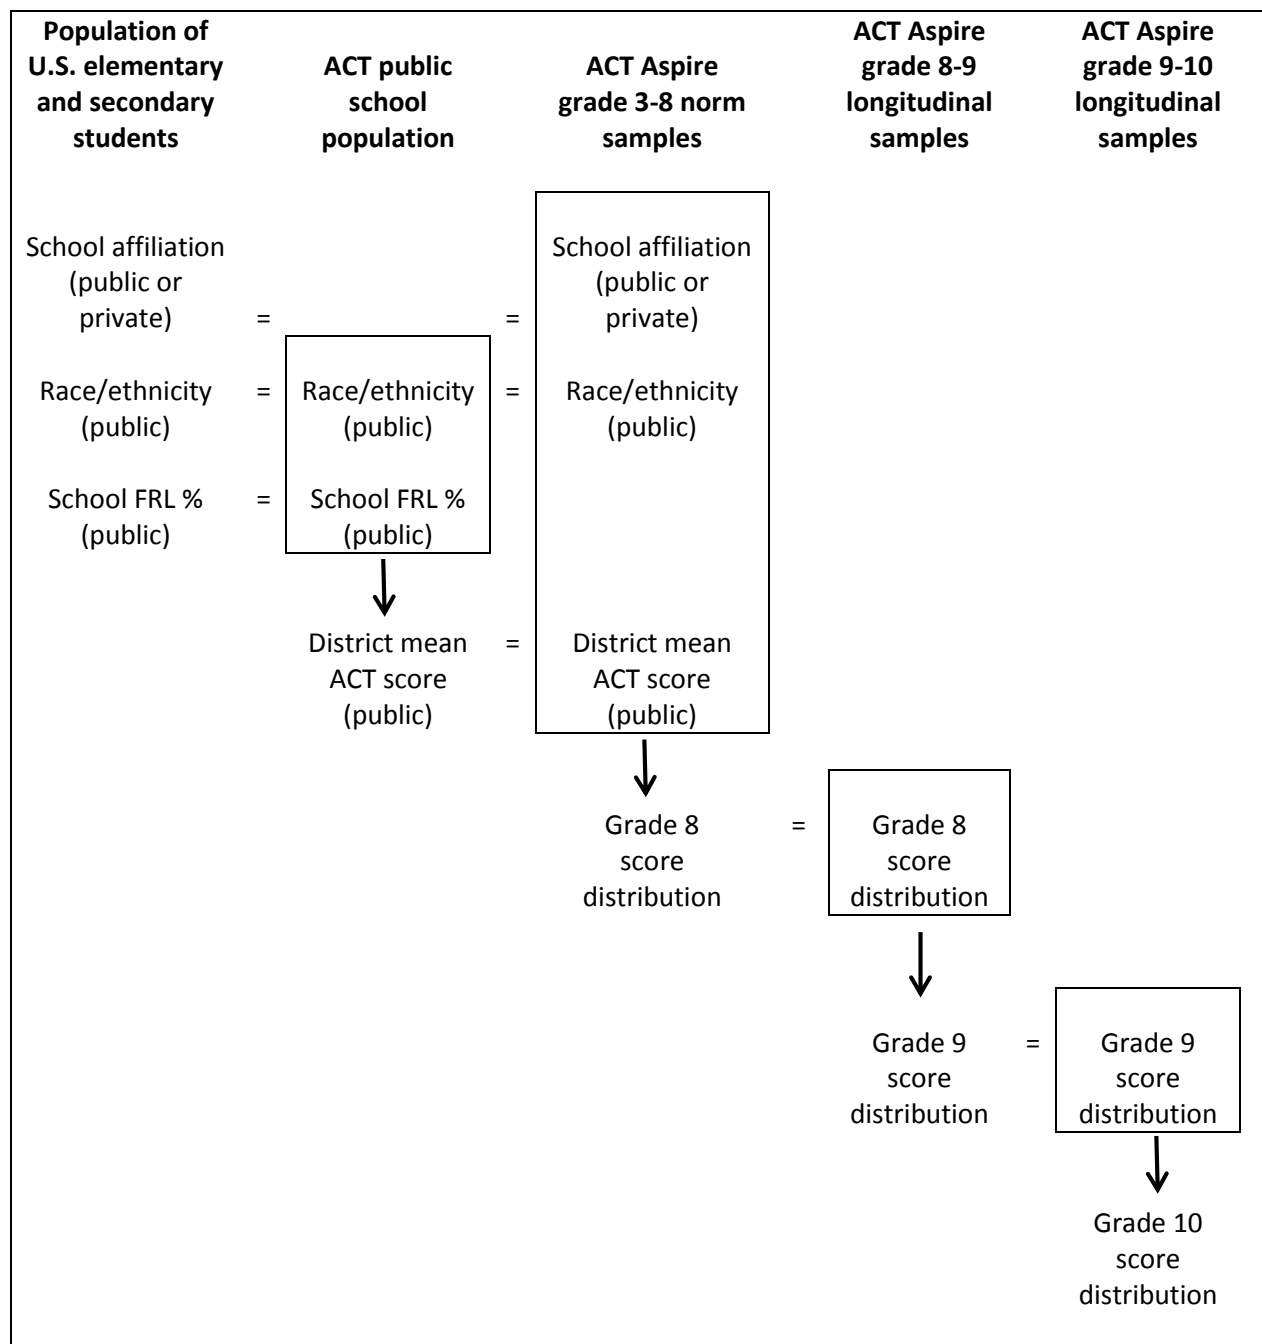 Population of
U.S. elementary
and secondary
students
ACT public
school
population
ACT Aspire
grade 3-8 norm
samples
ACT Aspire
grade 8-9
longitudinal
samples
ACT Aspire
grade 9-10
longitudinal
samples
School affiliation
(public or
private)
=
=
School affiliation
(public or
private)
Race/ethnicity
(public)
=
Race/ethnicity
(public)
=
Race/ethnicity
(public)
School FRL %
(public)
=
School FRL %
(public)
District mean
ACT score
(public)
=
District mean
ACT score
(public)
Grade 8
score
distribution
=
Grade 8
score
distribution
Grade 9
score
distribution
=
Grade 9
score
distribution
Grade 10
score
distribution